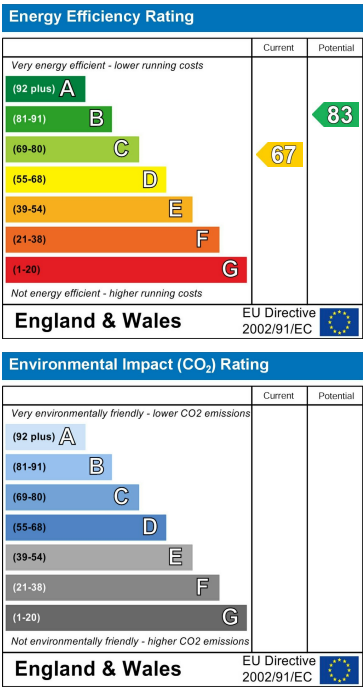 Energy Efficiency Rating
Current Potential
Very energy efficient - lower running costs
(92 plus) A
(81-91) B
83
(69-80) C
67
(55-68) D
(39-54) E
(21-38) F
(1-20) G
Not energy efficient - higher running costs
England & Wales
EU Directive
2002/91/EC
Environmental Impact (CO2) Rating
Current Potential
Very environmentally friendly - lower CO2 emissions
(92 plus) A
(81-91) B
(69-80) C
(55-68) D
(39-54) E
(21-38) F
(1-20) G
Not environmentally friendly - higher CO2 emissions
England & Wales
EU Directive
2002/91/EC